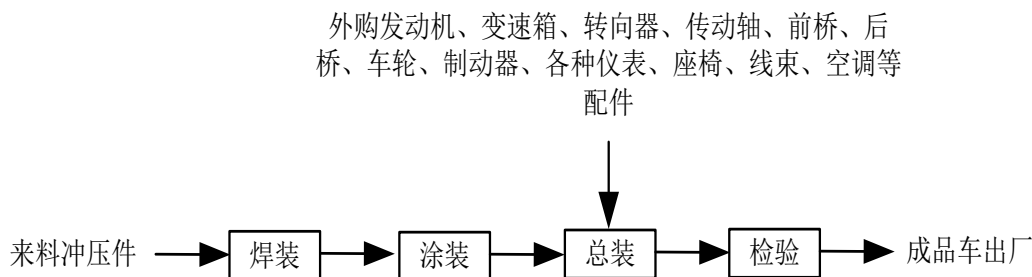 外购发动机、变速箱、转向器、传动轴、前桥、后
桥、车轮、制动器、各种仪表、座椅、线束、空调等
配件
来料冲压件
焊装
涂装
总装
检验
成品车出厂